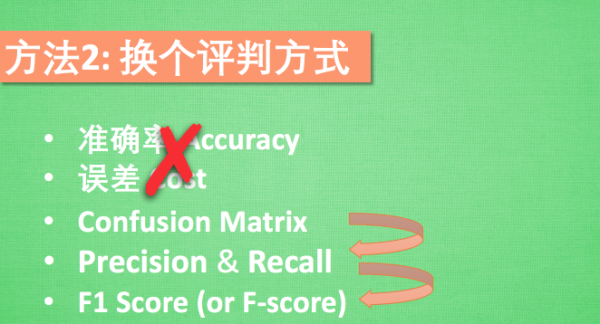 方法2: 换个评判方式
• 准确率 Accuracy
• 误差 Cost
• Confusion Matrix
• Precision & Recall
• F1 Score (or F-score)